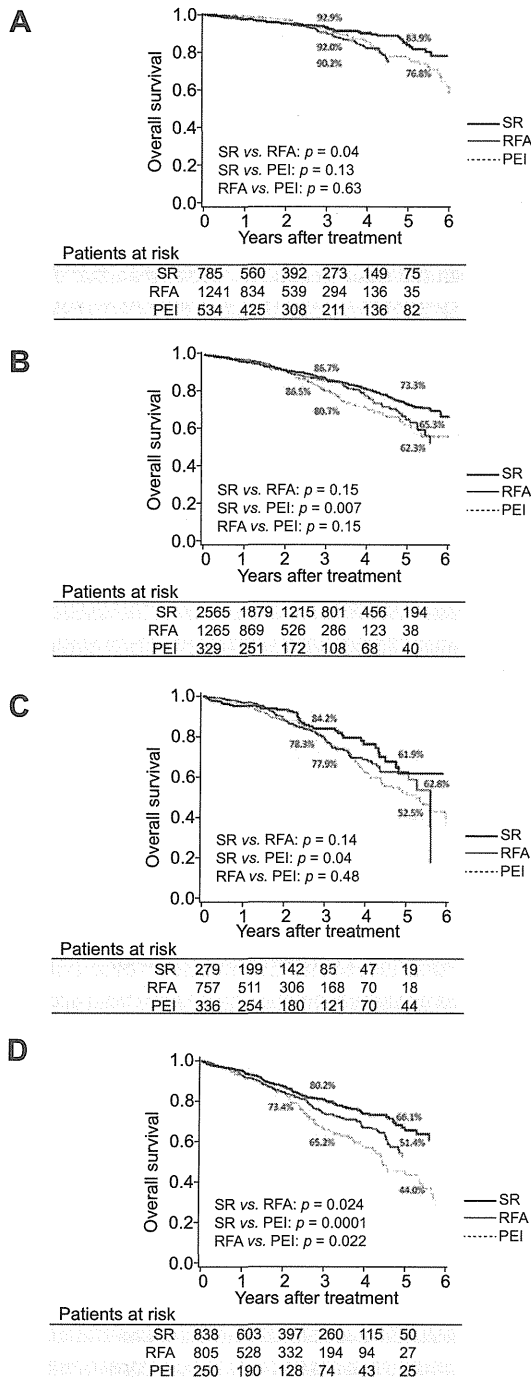 A
Overall survival
1.0
0.8
0.6
0.4
0.2
0.0
92.9%
83.9%
92.0%
90.2%
76.8%
SR vs. RFA: p = 0.04
SR vs. PEI: p = 0.13
RFA vs. PEI: p = 0.63
0 1 2 3 4 5 6
Years after treatment
SR
RFA
PEI
Patients at risk
SR 785 560 392 273 149 75
RFA 1241 834 539 294 136 35
PEI 534 425 308 211 136 82
B
Overall survival
1.0
0.8
0.6
0.4
0.2
0.0
86.7%
73.3%
86.5%
80.7%
65.3%
62.3%
SR vs. RFA: p = 0.15
SR vs. PEI: p = 0.007
RFA vs. PEI: p = 0.15
0 1 2 3 4 5 6
Years after treatment
SR
RFA
PEI
Patients at risk
SR 2565 1879 1215 801 456 194
RFA 1265 869 526 286 123 38
PEI 329 251 172 108 68 40
C
Overall survival
1.0
0.8
0.6
0.4
0.2
0.0
84.2%
61.9%
78.3%
77.9%
62.8%
52.5%
SR vs. RFA: p = 0.14
SR vs. PEI: p = 0.04
RFA vs. PEI: p = 0.48
0 1 2 3 4 5 6
Years after treatment
SR
RFA
PEI
Patients at risk
SR 279 199 142 85 47 19
RFA 757 511 306 168 70 18
PEI 336 254 180 121 70 44
D
Overall survival
1.0
0.8
0.6
0.4
0.2
0.0
80.2%
66.1%
73.4%
65.2%
51.4%
44.0%
SR vs. RFA: p = 0.024
SR vs. PEI: p = 0.0001
RFA vs. PEI: p = 0.022
0 1 2 3 4 5 6
Years after treatment
SR
RFA
PEI
Patients at risk
SR 838 603 397 260 115 50
RFA 805 528 332 194 94 27
PEI 250 190 128 74 43 25